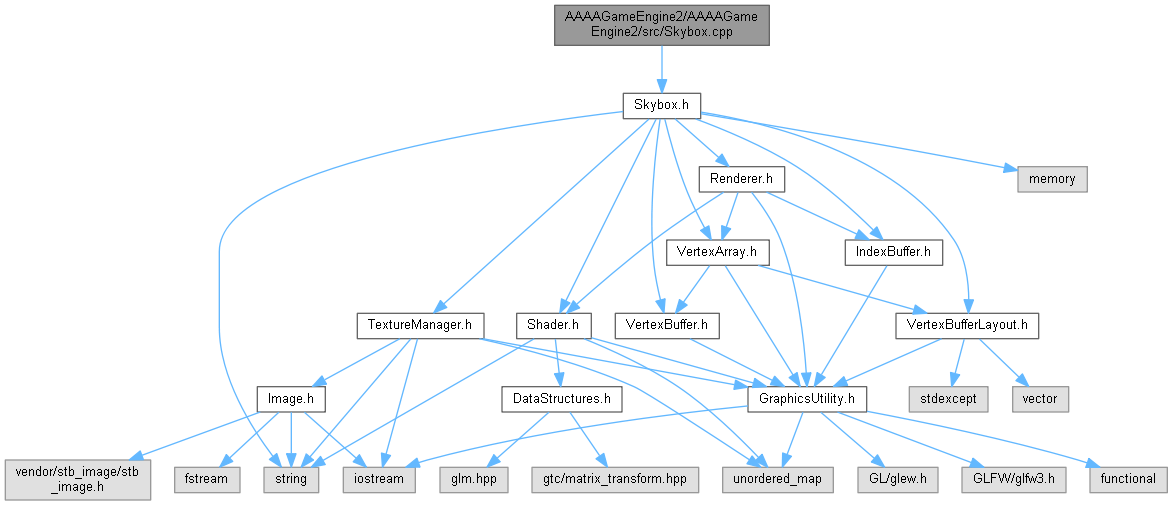 AAAAGameEngine2/AAAAGame
Engine2/src/Skybox.cpp
Skybox.h
Renderer.h
memory
VertexArray.h
IndexBuffer.h
TextureManager.h
Shader.h
VertexBuffer.h
VertexBufferLayout.h
Image.h
DataStructures.h
GraphicsUtility.h
stdexcept
vector
vendor/stb_image/stb
_image.h
fstream
string
iostream
glm.hpp
gtc/matrix_transform.hpp
unordered_map
GL/glew.h
GLFW/glfw3.h
functional